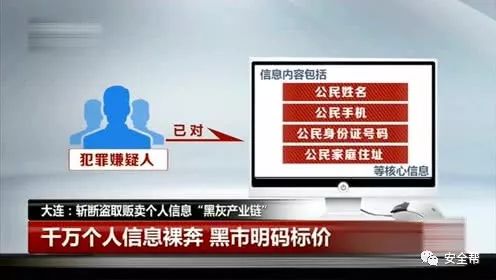 信息内容包括
公民姓名
公民手机
公民身份证号码
公民家庭住址
等核心信息
已对
犯罪嫌疑人
大连：斩断盗取贩卖个人信息“黑灰产业链”
千万个人信息裸奔 黑市明码标价
安全帮